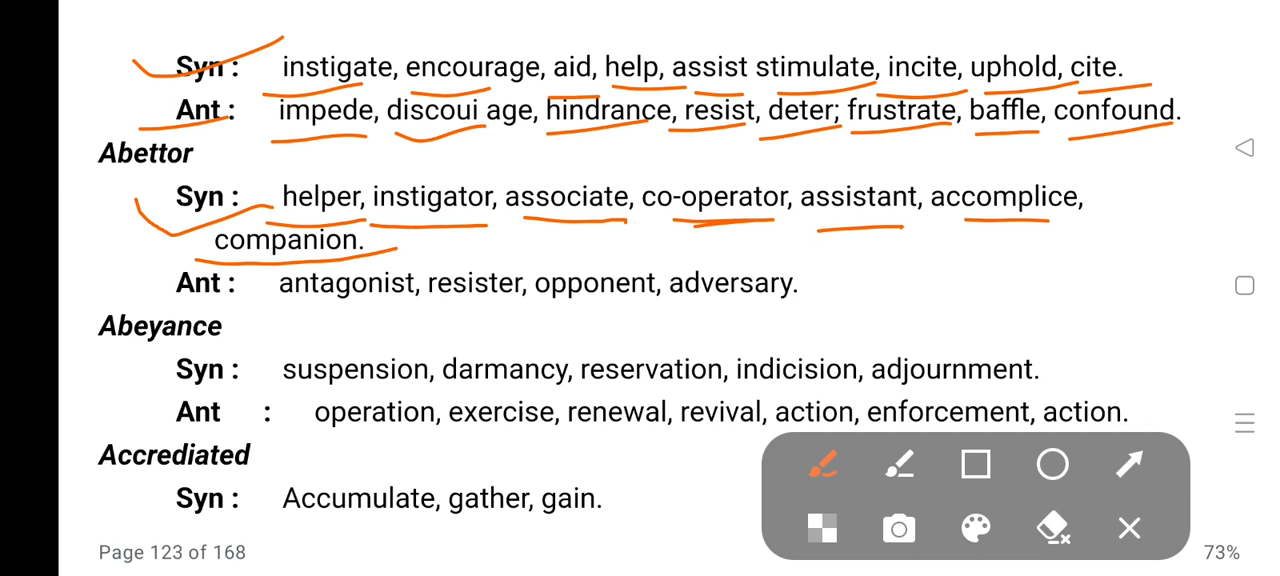 Syn : instigate, encourage, aid, help, assist stimulate, incite, uphold, cite.
Ant : impede, discoui age, hindrance, resist, deter; frustrate, baffle, confound.
Abettor
Syn : helper, instigator, associate, co-operator, assistant, accomplice,
companion.
Ant : antagonist, resister, opponent, adversary.
Abeyance
Syn : suspension, darmancy, reservation, indicision, adjournment.
Ant : operation, exercise, renewal, revival, action, enforcement, action.
Accrediated
Syn : Accumulate, gather, gain.
Page 123 of 168
73%